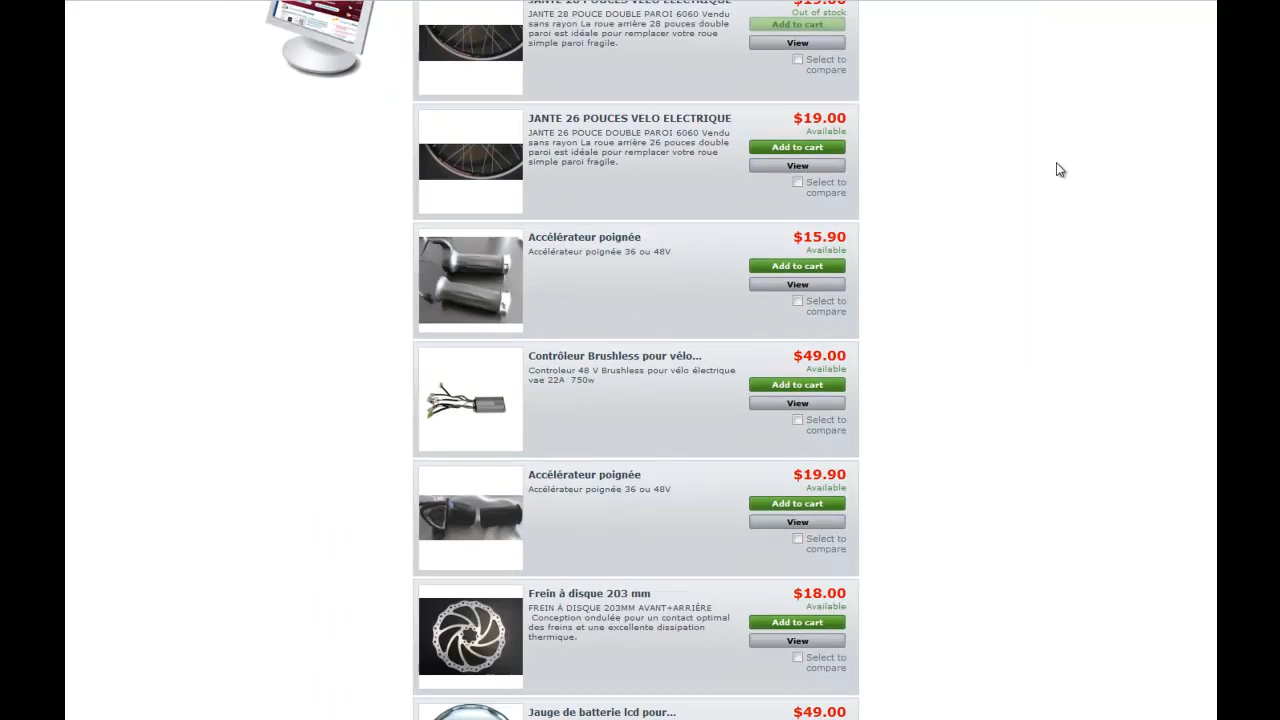 JANTE 28 POUCES VELO ELECTRIQUE
$19.00
JANTE 28 POUCE DOUBLE PAROI 6060 Vendu
sans rayon La roue arrière 28 pouces double
paroi est idéale pour remplacer votre roue
simple paroi fragile.
Out of stock
Add to cart
View
Select to
compare
JANTE 26 POUCES VELO ELECTRIQUE
JANTE 26 POUCE DOUBLE PAROI 6060 Vendu
sans rayon La roue arrière 26 pouces double
paroi est idéale pour remplacer votre roue
simple paroi fragile.
$19.00
Available
Add to cart
View
Select to
compare
Accélérateur poignée
Accélérateur poignée 36 ou 48V
$15.90
Available
Add to cart
View
Select to
compare
Contrôleur Brushless pour vélo...
Controleur 48 V Brushless pour vélo électrique
vae 22A 750w
$49.00
Available
Add to cart
View
Select to
compare
Accélérateur poignée
Accélérateur poignée 36 ou 48V
$19.90
Available
Add to cart
View
Select to
compare
Frein à disque 203 mm
FREIN À DISQUE 203MM AVANT+ARRIÈRE
Conception ondulée pour un contact optimal
des freins et une excellente dissipation
thermique.
$18.00
Available
Add to cart
View
Select to
compare
Jauge de batterie lcd pour...
$49.00